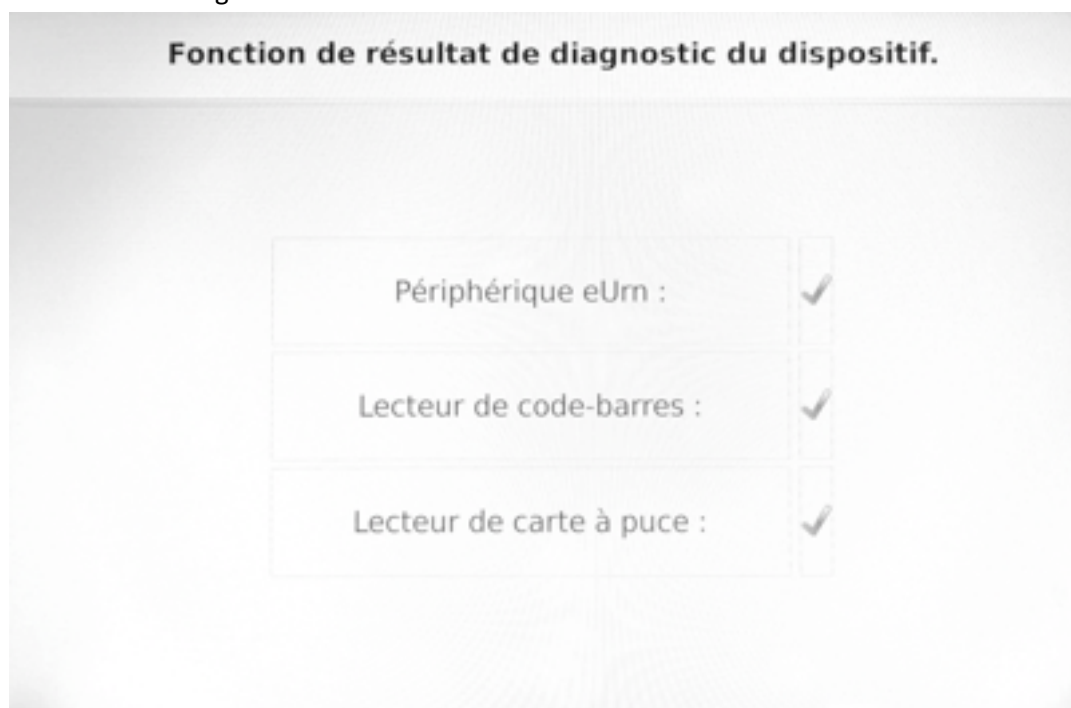 Fonction de résultat de diagnostic du dispositif.
Périphérique eUrn : ✓
Lecteur de code-barres : ✓
Lecteur de carte à puce : ✓